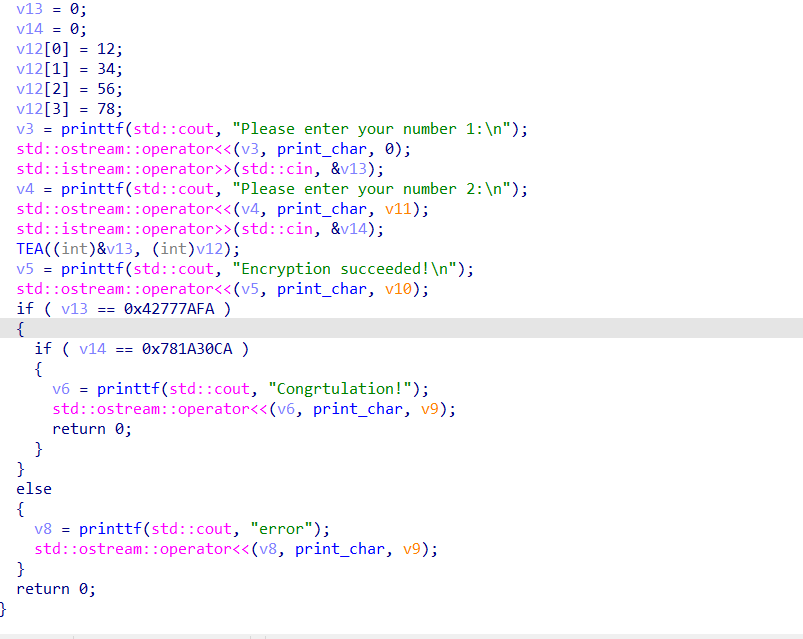 v13 = 0;
v14 = 0;
v12[0] = 12;
v12[1] = 34;
v12[2] = 56;
v12[3] = 78;
v3 = printtf(std::cout, "Please enter your number 1:\n");
std::ostream::operator<<(v3, print_char, 0);
std::istream::operator>>(std::cin, &v13);
v4 = printtf(std::cout, "Please enter your number 2:\n");
std::ostream::operator<<(v4, print_char, v11);
std::istream::operator>>(std::cin, &v14);
TEA((int)&v13, (int)v12);
v5 = printtf(std::cout, "Encryption succeeded!\n");
std::ostream::operator<<(v5, print_char, v10);
if ( v13 == 0x42777AFA )
{
if ( v14 == 0x781A30CA )
{
v6 = printtf(std::cout, "Congrtulation!");
std::ostream::operator<<(v6, print_char, v9);
return 0;
}
}
else
{
v8 = printtf(std::cout, "error");
std::ostream::operator<<(v8, print_char, v9);
}
return 0;
}